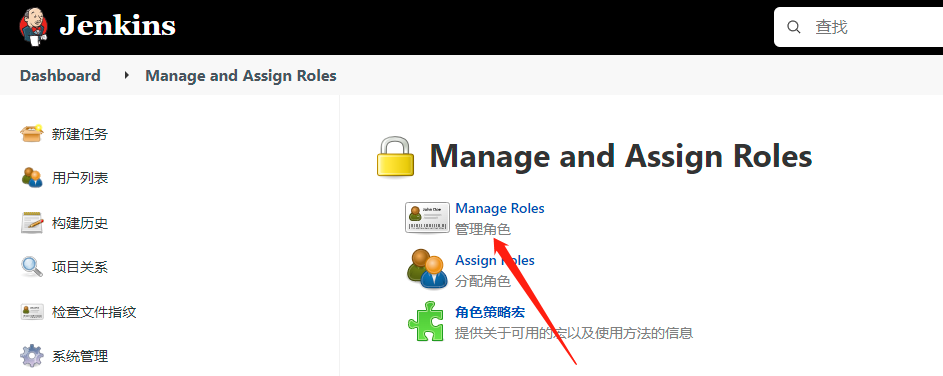 Jenkins
查找
Dashboard
Manage and Assign Roles
新建任务
用户列表
构建历史
项目关系
检查文件指纹
系统管理
Manage and Assign Roles
John Doe
Manage Roles
管理角色
Assign Roles
分配角色
角色策略宏
提供关于可用的宏以及使用方法的信息